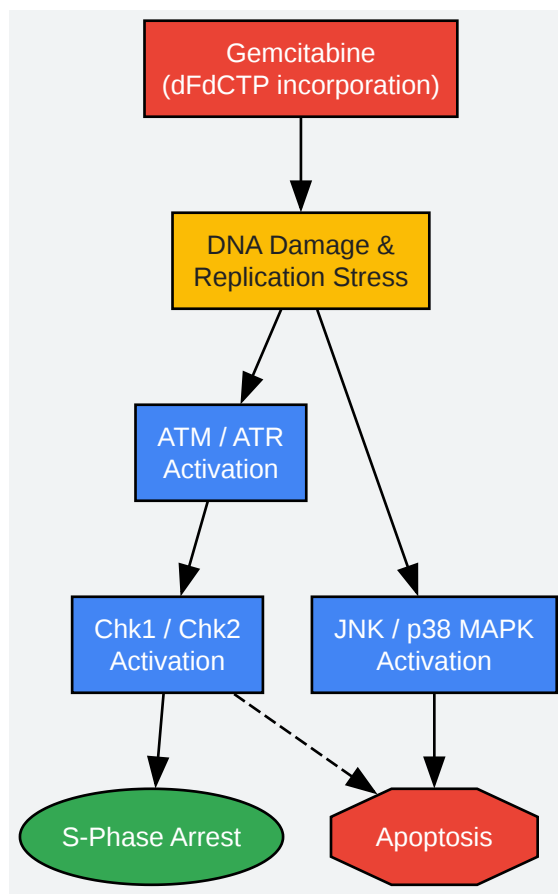 Gemcitabine
(dFdCTP incorporation)
DNA Damage &
Replication Stress
ATM / ATR
Activation
Chk1 / Chk2
Activation
JNK / p38 MAPK
Activation
S-Phase Arrest
Apoptosis